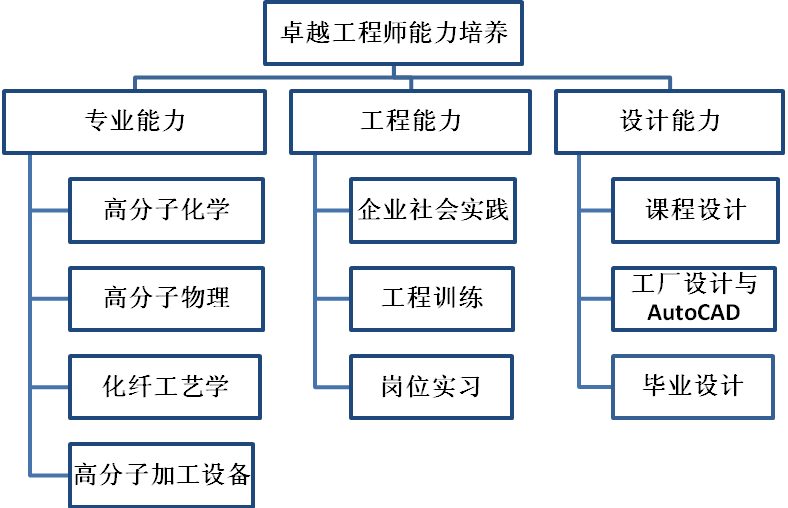 卓越工程师能力培养
专业能力
工程能力
设计能力
高分子化学
企业社会实践
课程设计
高分子物理
工程训练
工厂设计与
AutoCAD
化纤工艺学
岗位实习
毕业设计
高分子加工设备